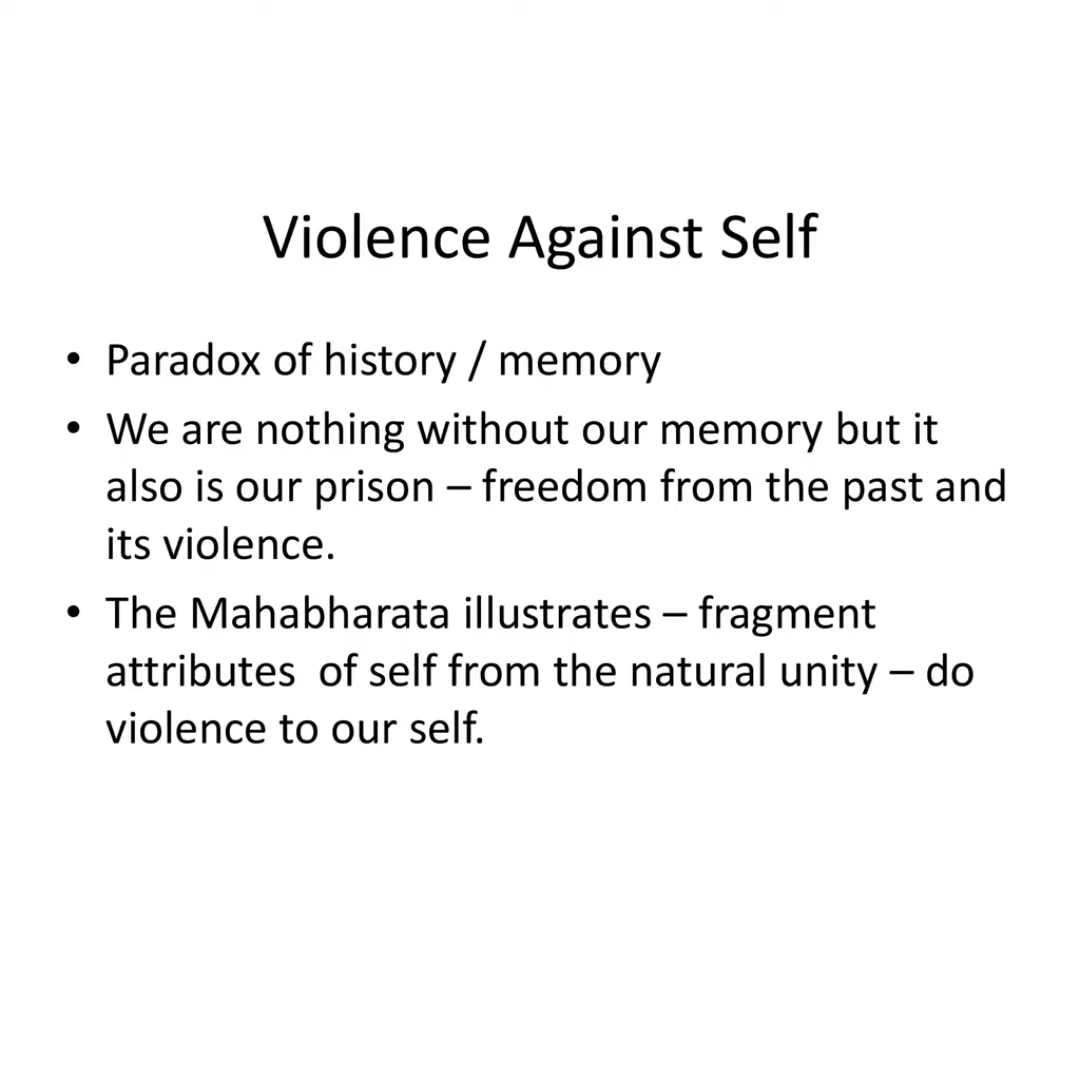 Violence Against Self
• Paradox of history / memory
• We are nothing without our memory but it
also is our prison – freedom from the past and
its violence.
• The Mahabharata illustrates – fragment
attributes  of self from the natural unity – do
violence to our self.